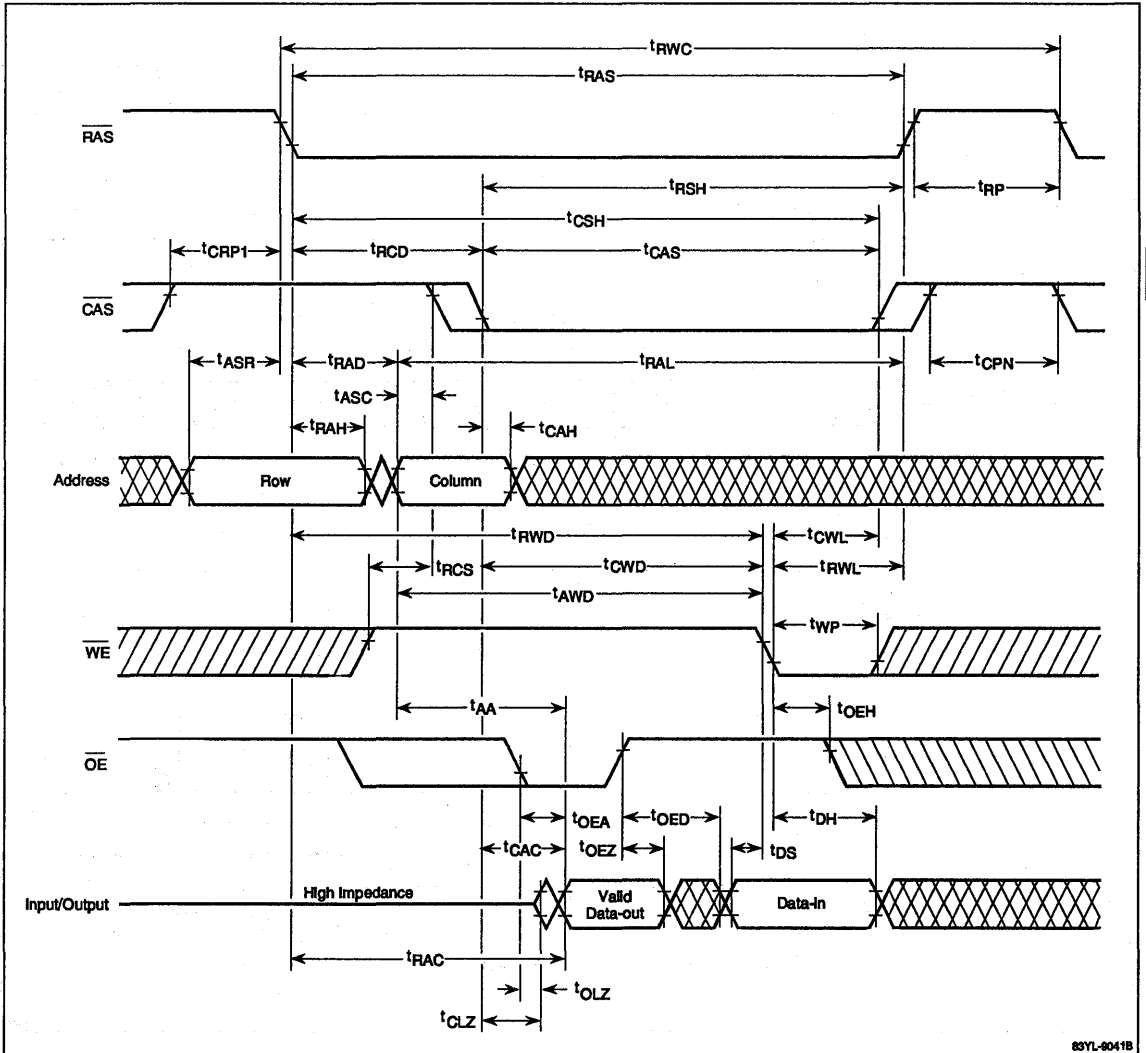 tRWC
tRAS
RAS
tRSH
tRP
tCSH
tCRP1
tRCD
tCAS
CAS
tASR
tRAD
tRAL
tCPN
tASC
tRAH
tCAH
Address
Row
Column
tRWD
tCWL
tRCS
tCWD
tRWL
tAWD
tWP
WE
tAA
tOEH
OE
tOEA
tOED
tDH
tCAC
tOEZ
tDS
Input/Output
High Impedance
Valid
Data-out
Data-in
tRAC
tOLZ
tCLZ
83YL-9041B